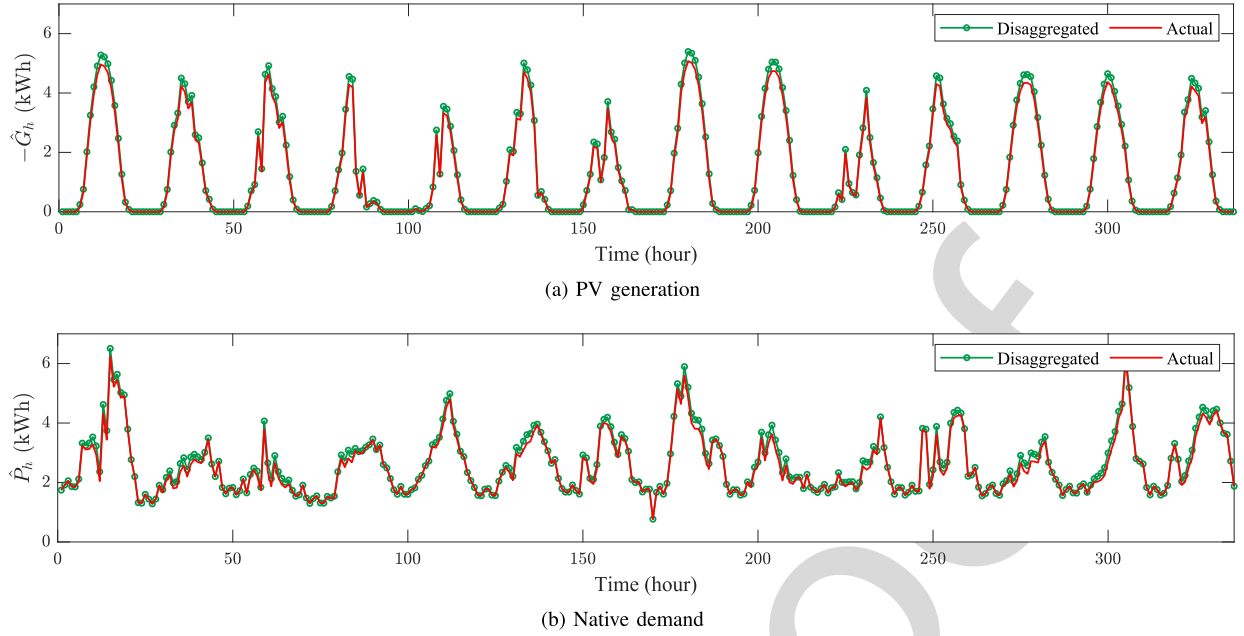 6
4
2
0
−Ĝh (kWh)
Disaggregated Actual
0 50 100 150 200 250 300
Time (hour)
(a) PV generation
6
4
2
0
P̂h (kWh)
Disaggregated Actual
0 50 100 150 200 250 300
Time (hour)
(b) Native demand